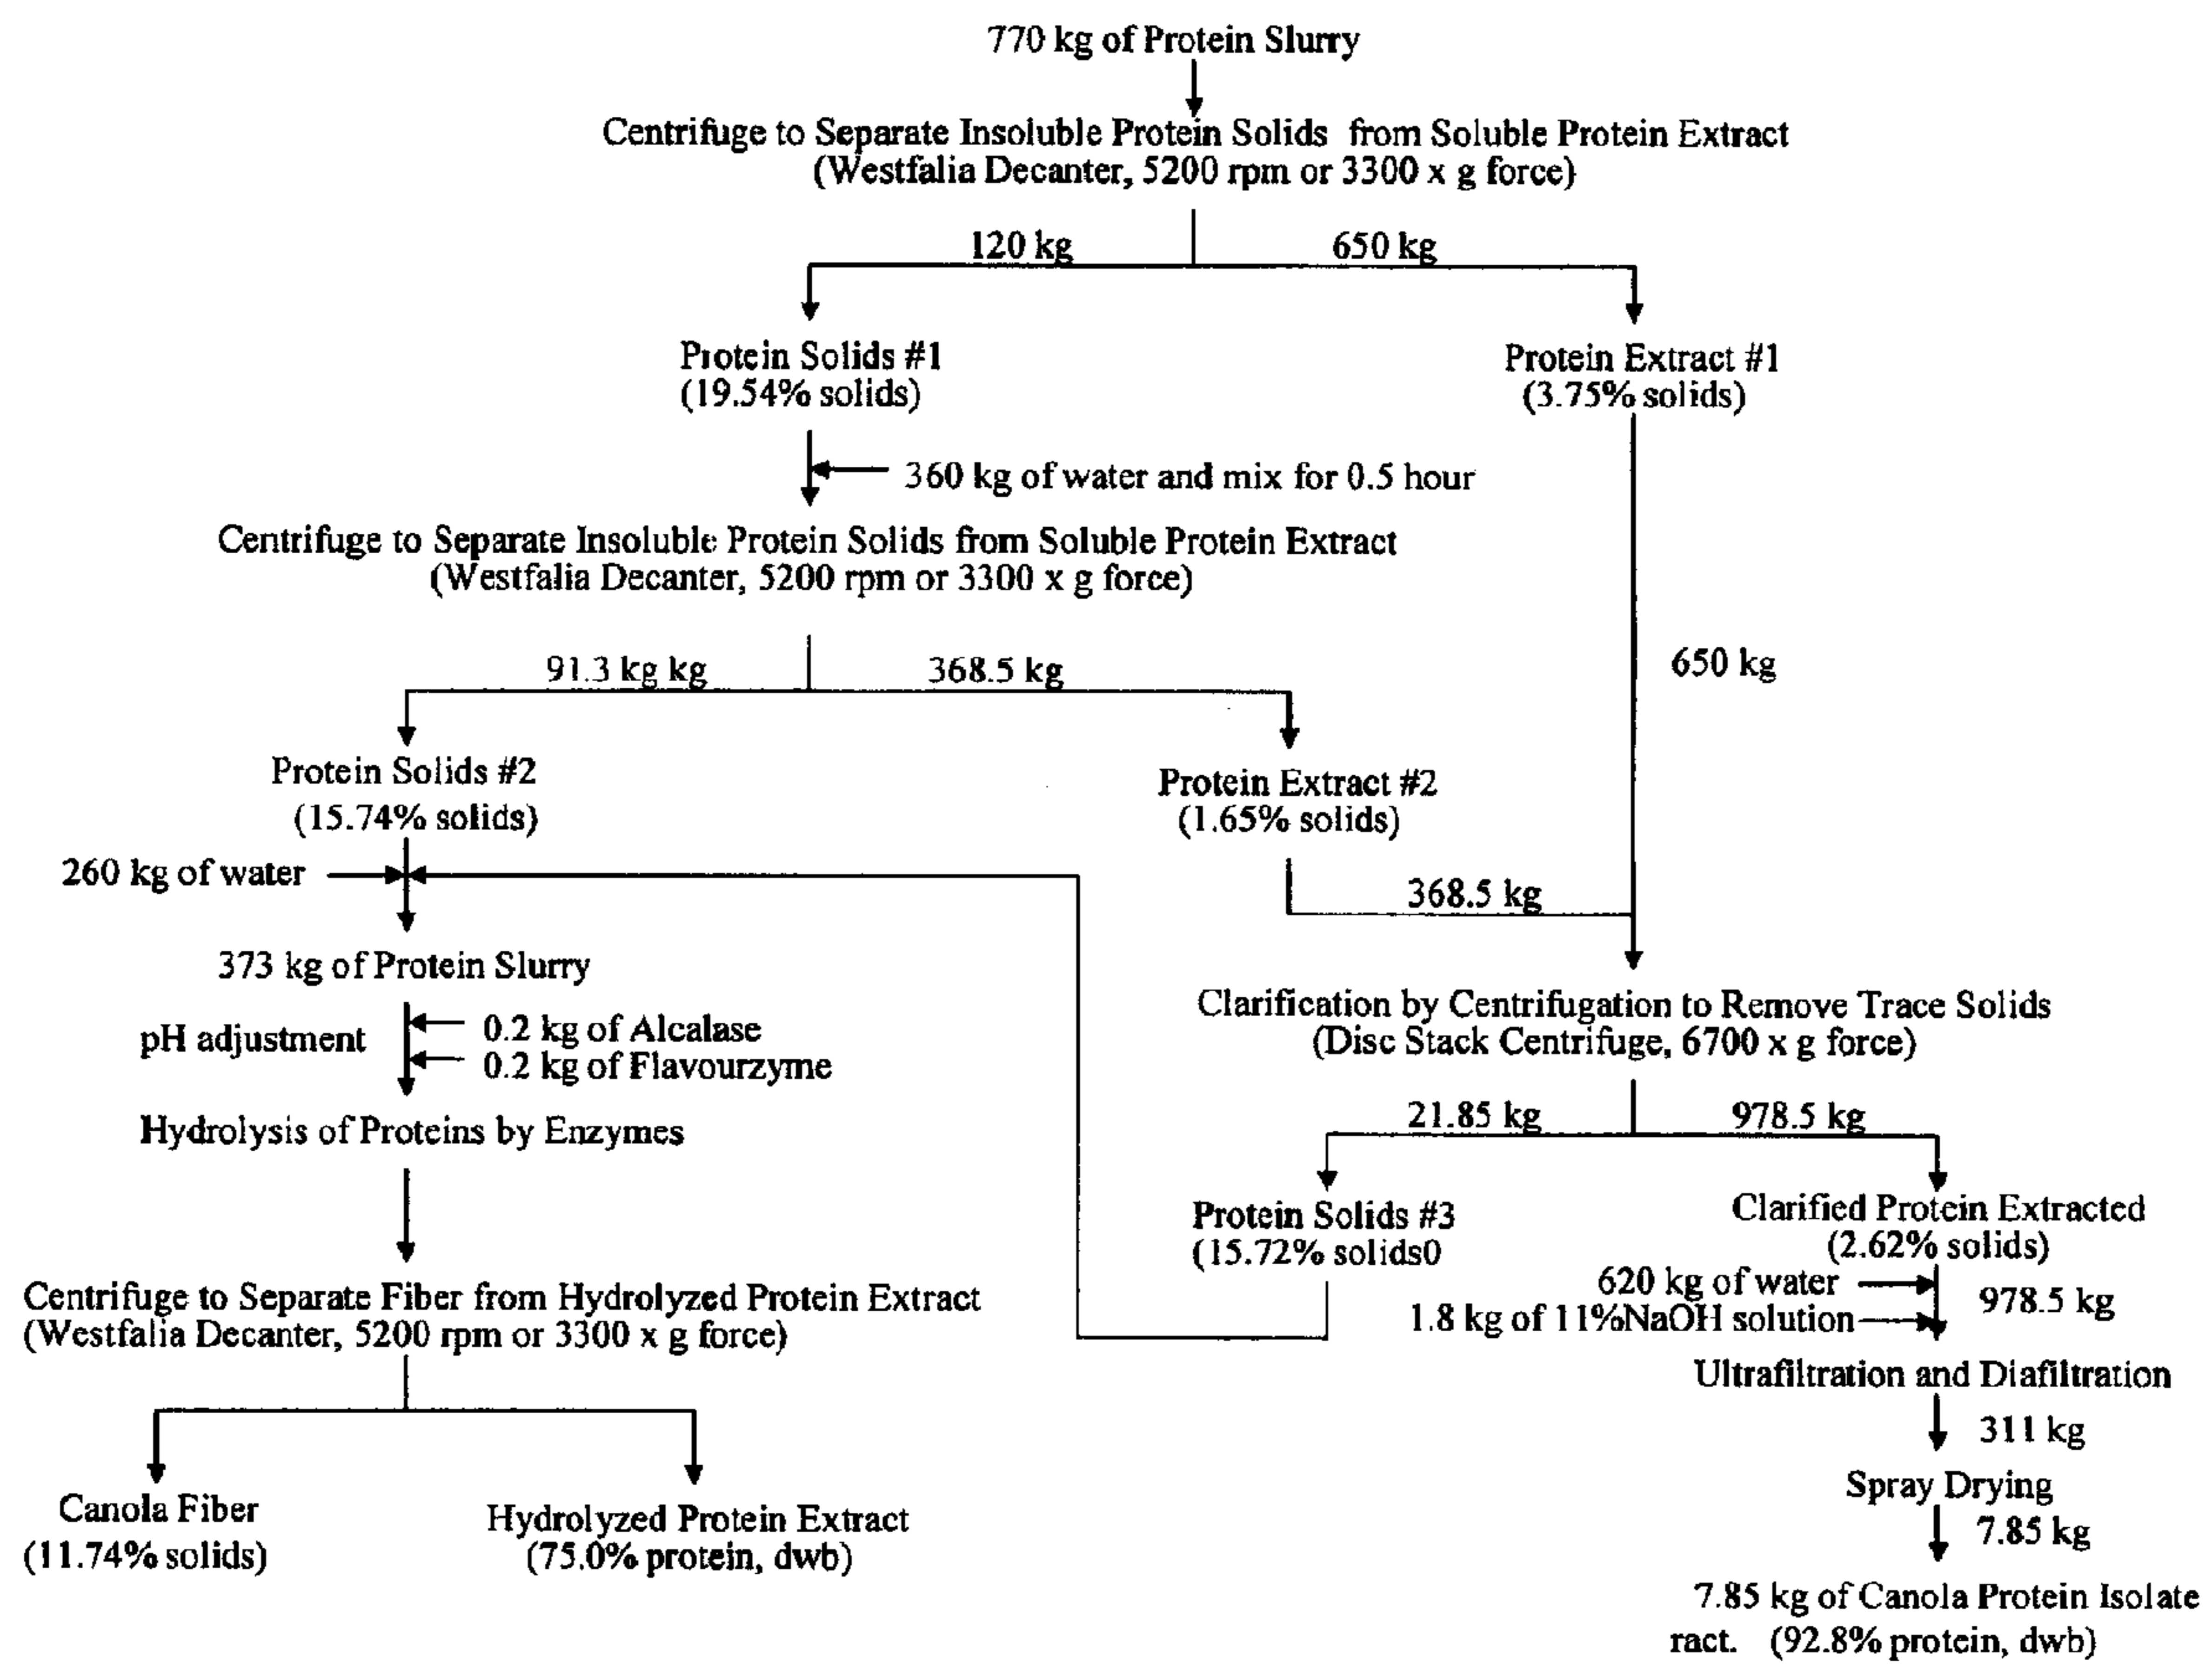 770 kg of Protein Slurry
Centrifuge to Separate Insoluble Protein Solids from Soluble Protein Extract
(Westfalia Decanter, 5200 rpm or 3300 x g force)
120 kg
650 kg
Protein Solids #1
(19.54% solids)
Protein Extract #1
(3.75% solids)
360 kg of water and mix for 0.5 hour
Centrifuge to Separate Insoluble Protein Solids from Soluble Protein Extract
(Westfalia Decanter, 5200 rpm or 3300 x g force)
91.3 kg kg
368.5 kg
650 kg
Protein Solids #2
(15.74% solids)
Protein Extract #2
(1.65% solids)
260 kg of water
368.5 kg
373 kg of Protein Slurry
pH adjustment
0.2 kg of Alcalase
0.2 kg of Flavourzyme
Clarification by Centrifugation to Remove Trace Solids
(Disc Stack Centrifuge, 6700 x g force)
Hydrolysis of Proteins by Enzymes
21.85 kg
978.5 kg
Protein Solids #3
(15.72% solids0
Clarified Protein Extracted
(2.62% solids)
620 kg of water
1.8 kg of 11%NaOH solution
978.5 kg
Centrifuge to Separate Fiber from Hydrolyzed Protein Extract
(Westfalia Decanter, 5200 rpm or 3300 x g force)
Ultrafiltration and Diafiltration
311 kg
Spray Drying
7.85 kg
Canola Fiber
(11.74% solids)
Hydrolyzed Protein Extract
(75.0% protein, dwb)
7.85 kg of Canola Protein Isolate
ract. (92.8% protein, dwb)